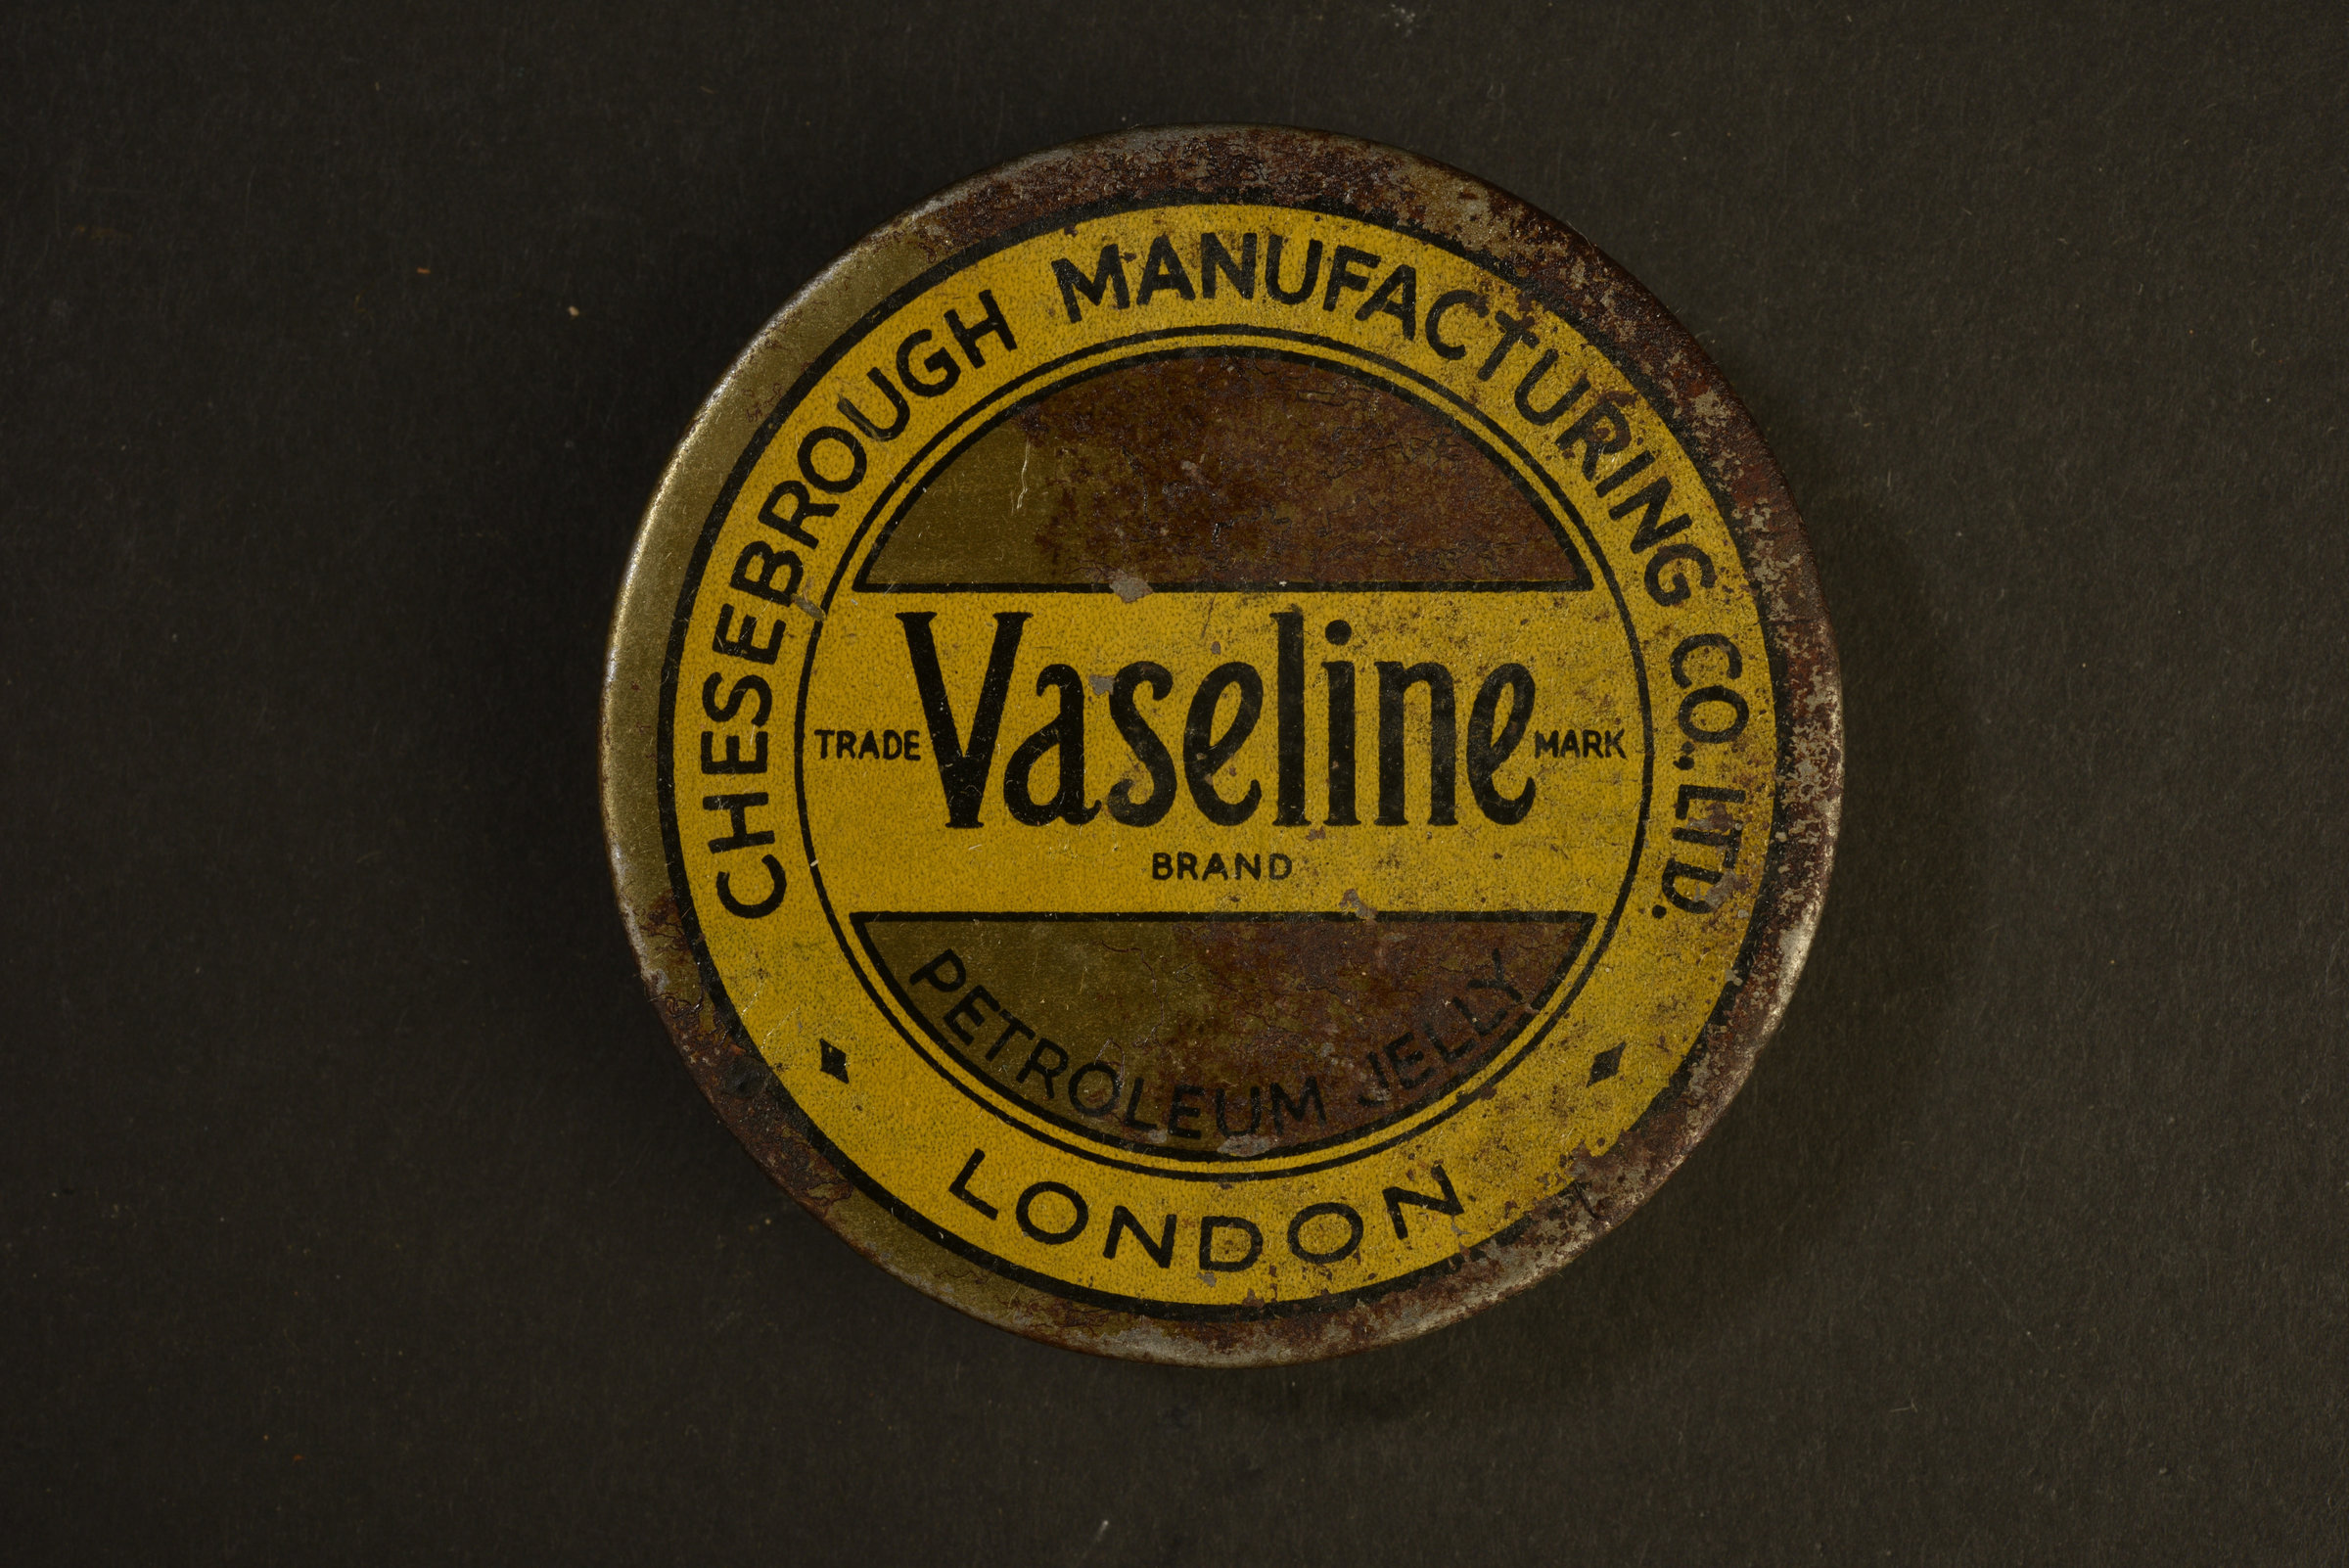 CHESEBROUGH MANUFACTURING CO., LTD.
TRADE Vaseline MARK
BRAND
PETROLEUM JELLY
LONDON